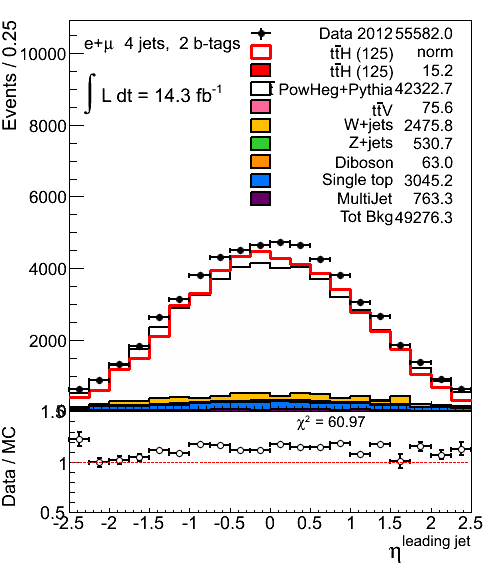 e+μ 4 jets, 2 b-tags
∫ L dt = 14.3 fb⁻¹
Data 2012 55582.0
tt̄H (125) norm
tt̄H (125) 15.2
PowHeg+Pythia 42322.7
tt̄V 75.6
W+jets 2475.8
Z+jets 530.7
Diboson 63.0
Single top 3045.2
MultiJet 763.3
Tot Bkg 49276.3
Events / 0.25
10000
8000
6000
4000
2000
χ² = 60.97
Data / MC
1
0.5
-2.5 -2 -1.5 -1 -0.5 0 0.5 1 1.5 2 2.5
η leading jet